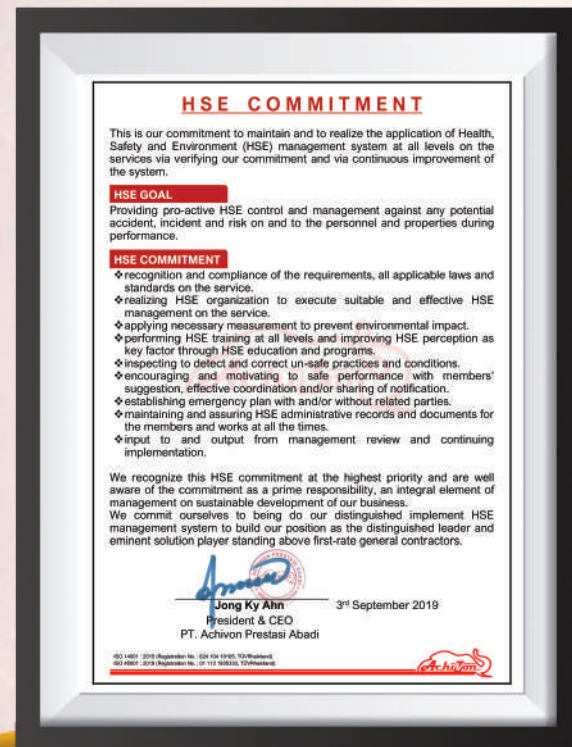 HSE COMMITMENT
This is our commitment to maintain and to realize the application of Health,
Safety and Environment (HSE) management system at all levels on the
services via verifying our commitment and via continuous improvement of
the system.
HSE GOAL
Providing pro-active HSE control and management against any potential
accident, incident and risk on and to the personnel and properties during
performance.
HSE COMMITMENT
❖recognition and compliance of the requirements, all applicable laws and
standards on the service.
❖realizing HSE organization to execute suitable and effective HSE
management on the service.
❖applying necessary measurement to prevent environmental impact.
❖performing HSE training at all levels and improving HSE perception as
key factor through HSE education and programs.
❖inspecting to detect and correct un-safe practices and conditions.
❖encouraging and motivating to safe performance with members'
suggestion, effective coordination and/or sharing of notification.
❖establishing emergency plan with and/or without related parties.
❖maintaining and assuring HSE administrative records and documents for
the members and works at all the times.
❖input to and output from management review and continuing
implementation.
We recognize this HSE commitment at the highest priority and are well
aware of the commitment as a prime responsibility, an integral element of
management on sustainable development of our business.
We commit ourselves to being do our distinguished implement HSE
management system to build our position as the distinguished leader and
eminent solution player standing above first-rate general contractors.
Jong Ky Ahn 3rd September 2019
President & CEO
PT. Achivon Prestasi Abadi
(Registration No. :
(Registration No. :
AchiVon